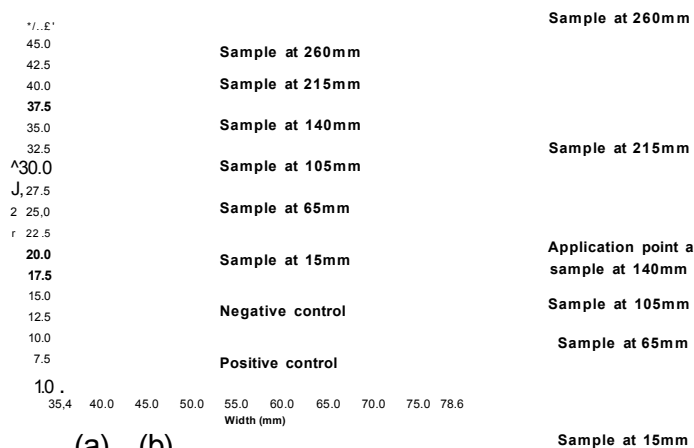 */..£'
45.0
42.5
40.0
37.5
35.0
32.5
^30.0
J, 27.5
2 25,0
r 22.5
20.0
17.5
15.0
12.5
10.0
7.5
1.0 .
35,4 40.0 45.0 50.0 55.0 60.0 65.0 70.0 75.0 78.6
Width (mm)
Sample at 260mm
Sample at 215mm
Sample at 140mm
Sample at 105mm
Sample at 65mm
Sample at 15mm
Negative control
Positive control
Sample at 260mm
Sample at 215mm
Application point a
sample at 140mm
Sample at 105mm
Sample at 65mm
Sample at 15mm
(a) (b)